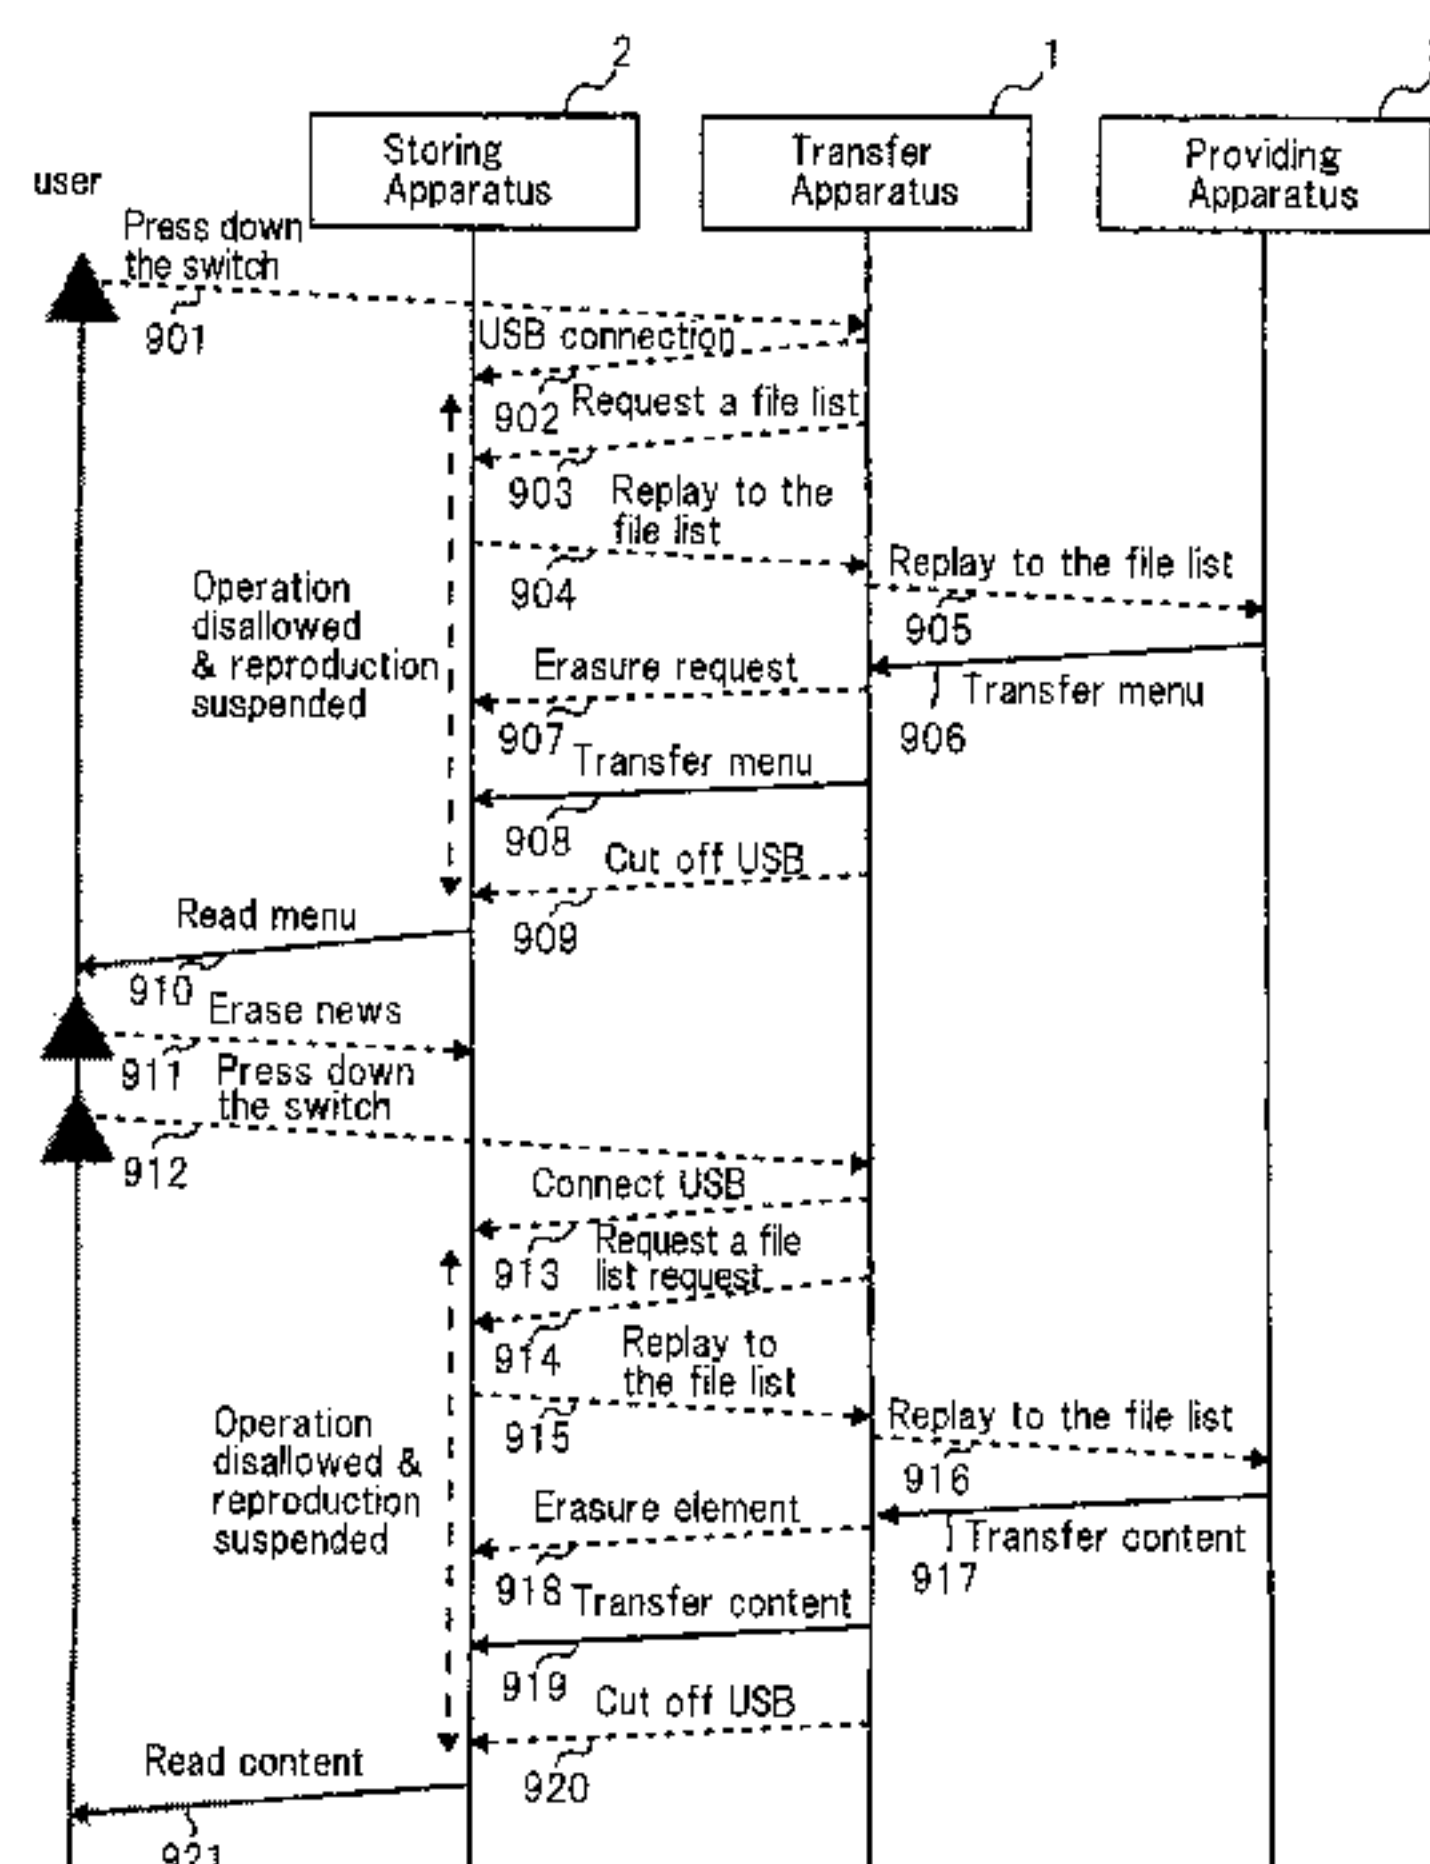 2
1
Storing
Apparatus
Transfer
Apparatus
Providing
Apparatus
user
Press down
the switch
901
USB connection
902
Request a file list
903
Replay to the
file list
904
Replay to the file list
905
Operation
disallowed
& reproduction
suspended
Erasure request
Transfer menu
906
907
Transfer menu
908
Cut off USB
909
Read menu
910
Erase news
911
Press down
the switch
912
Connect USB
913
Request a file
list request
914
Replay to
the file list
915
Replay to the file list
916
Operation
disallowed &
reproduction
suspended
Erasure element
Transfer content
917
918
Transfer content
919
Cut off USB
920
Read content
921